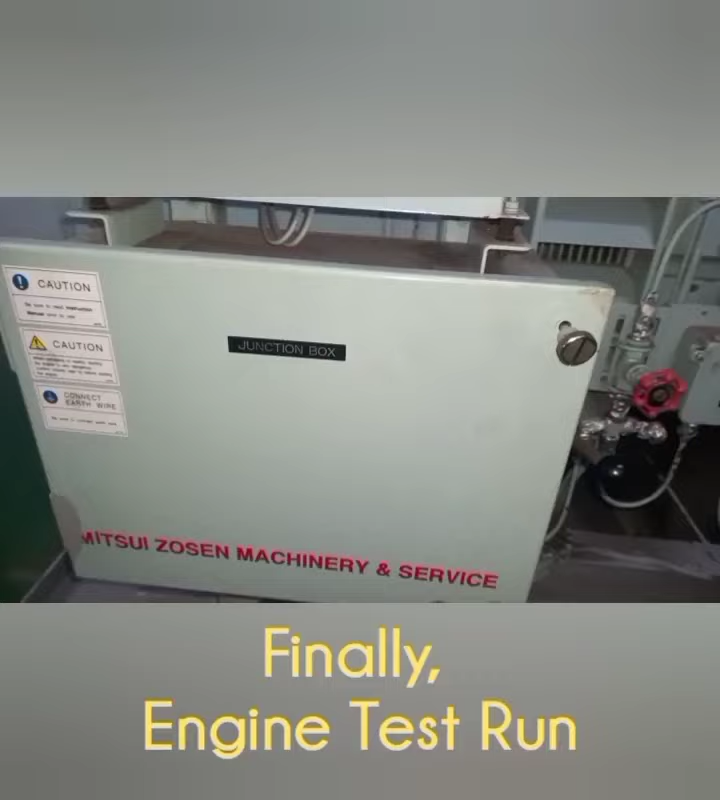 CAUTION
CAUTION
CONNECT
EARTH WIRE
JUNCTION BOX
MITSUI ZOSEN MACHINERY & SERVICE
Finally,
Engine Test Run